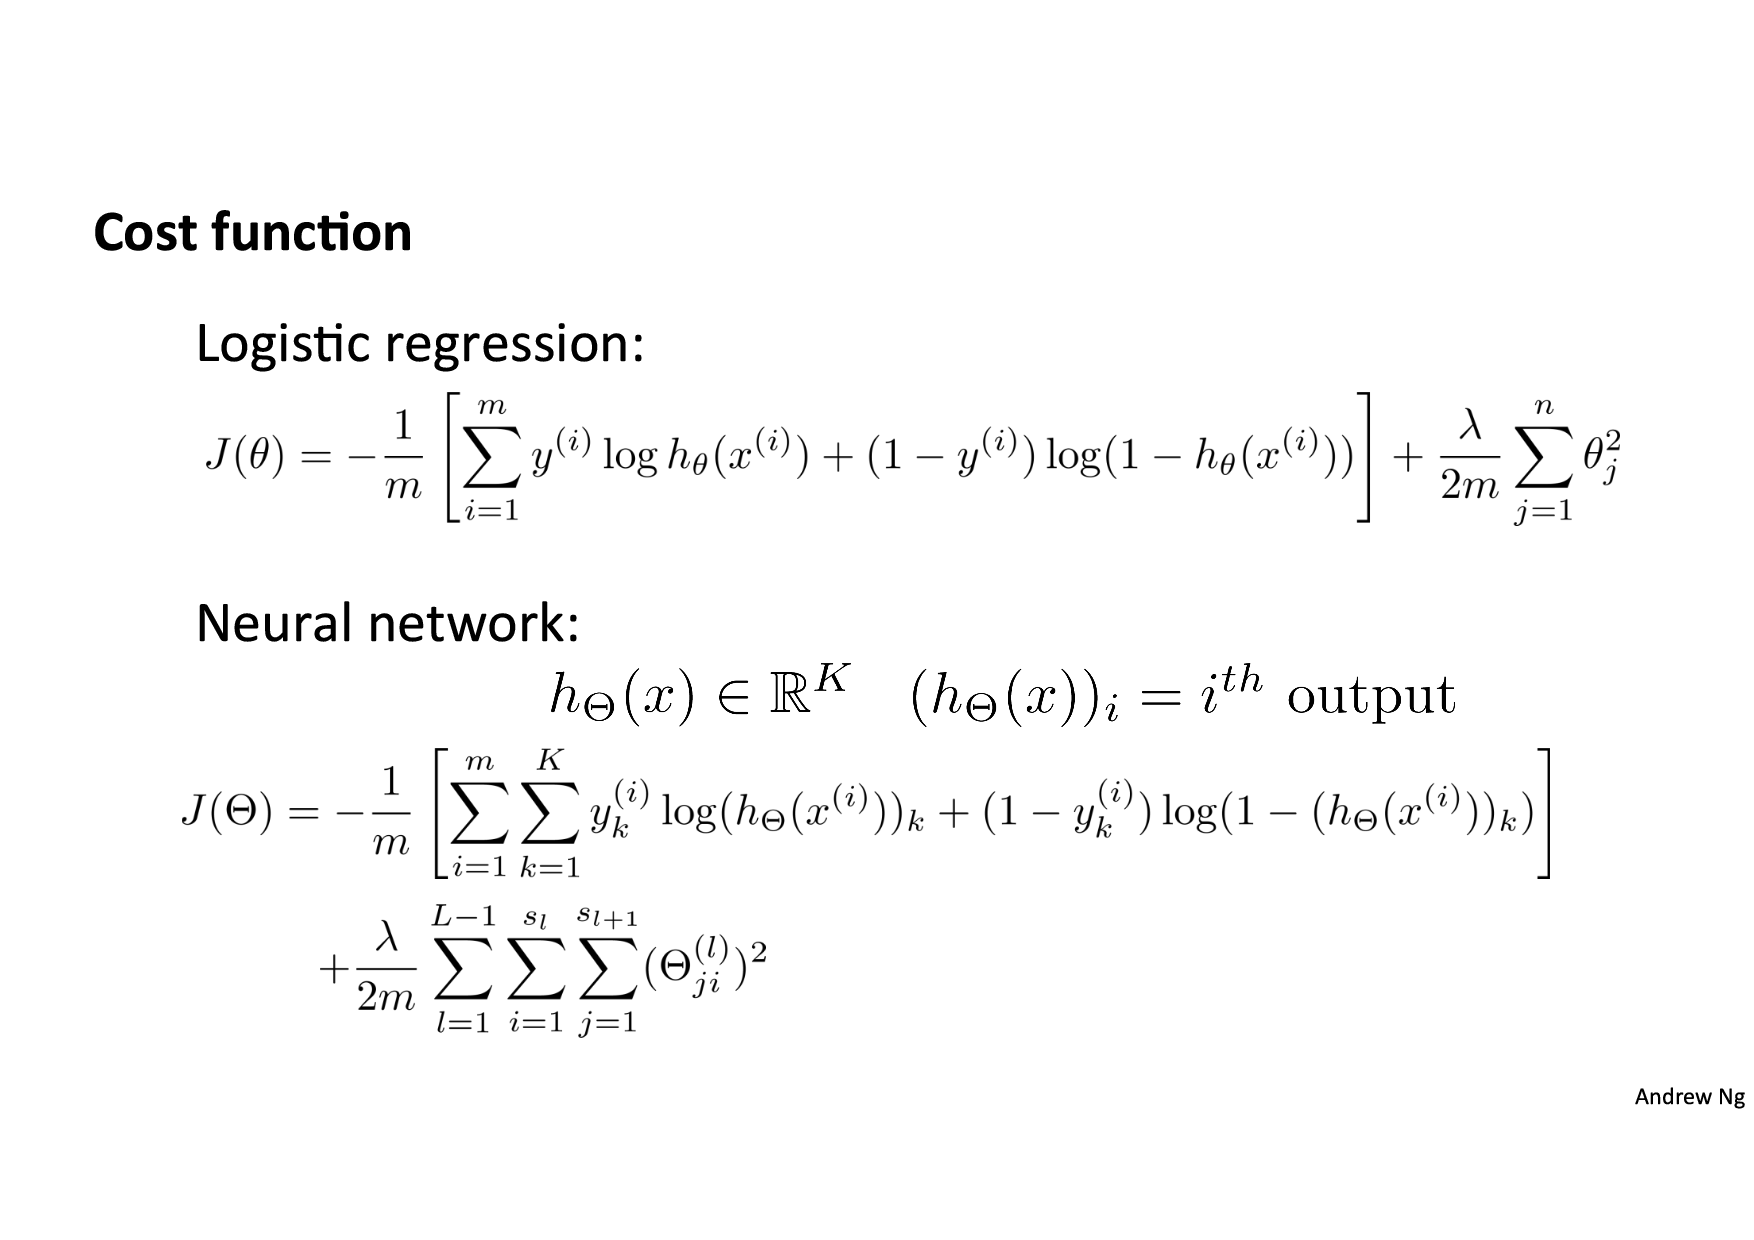 Cost function
Logistic regression:
$J(\theta) = -\frac{1}{m}\left[\sum_{i=1}^{m} y^{(i)} \log h_\theta(x^{(i)}) + (1 - y^{(i)}) \log(1 - h_\theta(x^{(i)}))\right] + \frac{\lambda}{2m}\sum_{j=1}^{n} \theta_j^2$
Neural network:
$h_\Theta(x) \in \mathbb{R}^K \quad (h_\Theta(x))_i = i^{th} \text{ output}$
$J(\Theta) = -\frac{1}{m}\left[\sum_{i=1}^{m}\sum_{k=1}^{K} y_k^{(i)} \log(h_\Theta(x^{(i)}))_k + (1 - y_k^{(i)}) \log(1 - (h_\Theta(x^{(i)}))_k)\right]$
$+\frac{\lambda}{2m}\sum_{l=1}^{L-1}\sum_{i=1}^{s_l}\sum_{j=1}^{s_{l+1}} (\Theta_{ji}^{(l)})^2$
Andrew Ng